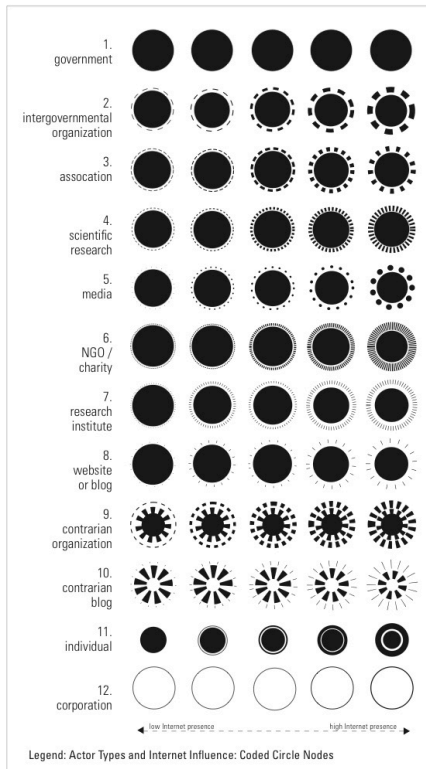 1.
government
2.
intergovernmental
organization
3.
assocation
4.
scientific
research
5.
media
6.
NGO /
charity
7.
research
institute
8.
website
or blog
9.
contrarian
organization
10.
contrarian
blog
11.
individual
12.
corporation
low Internet presence
high Internet presence
Legend: Actor Types and Internet Influence: Coded Circle Nodes